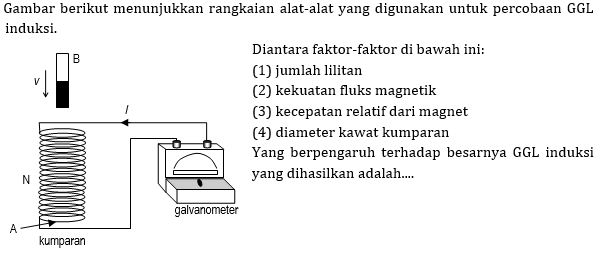 Gambar berikut menunjukkan rangkaian alat-alat yang digunakan untuk percobaan GGL
induksi.
Diantara faktor-faktor di bawah ini:
(1) jumlah lilitan
(2) kekuatan fluks magnetik
(3) kecepatan relatif dari magnet
(4) diameter kawat kumparan
Yang berpengaruh terhadap besarnya GGL induksi
yang dihasilkan adalah....
B
v
I
N
A
galvanometer
kumparan